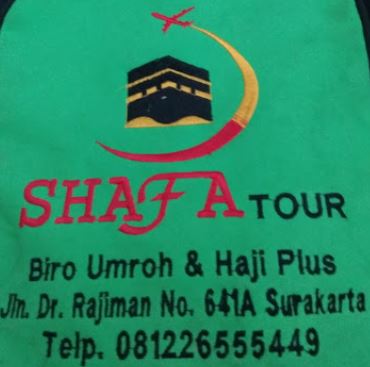 SHAFA TOUR
Biro Umroh & Haji Plus
Jln. Dr. Rajiman No. 641A Surakarta
Telp. 081226555449